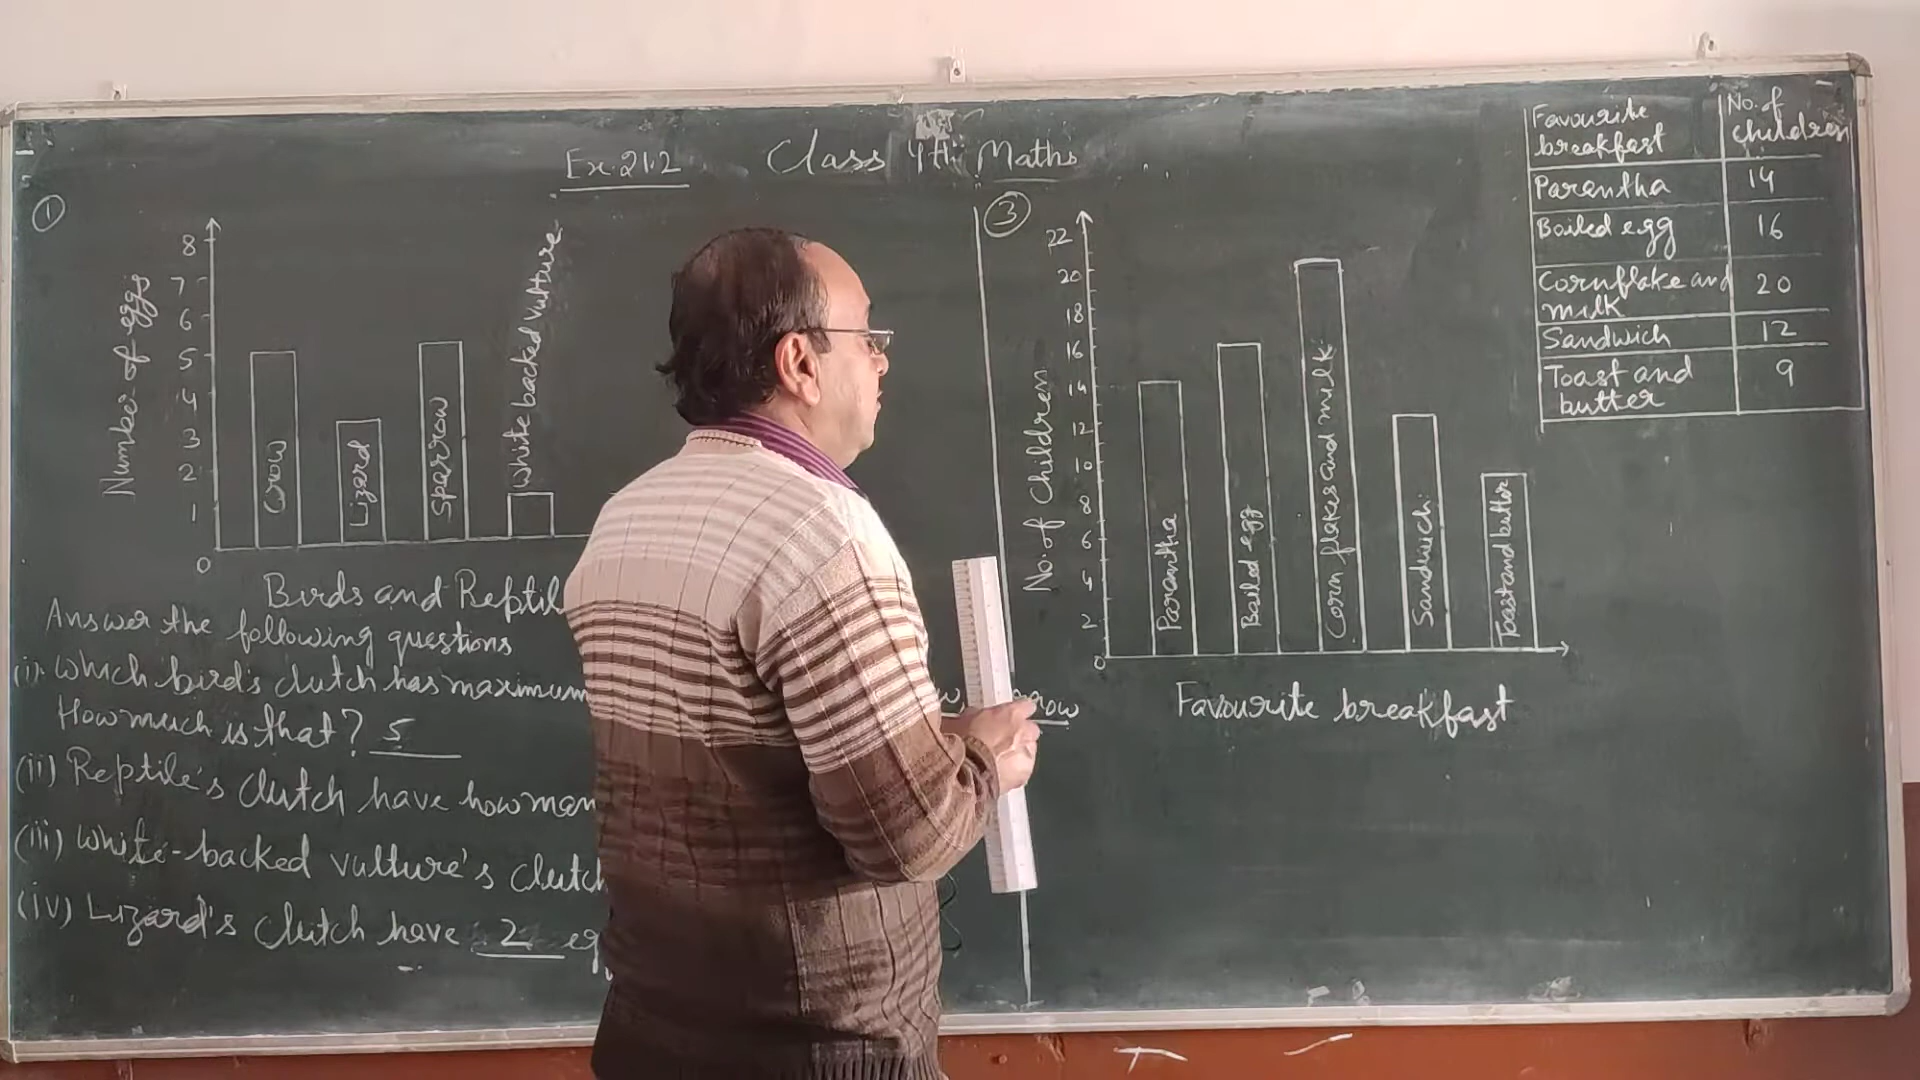 Ex. 21.2 Class 4th Maths
①
8
7
6
5
4
3
2
1
0
Number of eggs
Crow
Lizard
Sparrow
White backed vulture
Birds and Reptil
Answer the following questions
(i). Which bird's clutch has maximum
How much is that? 5
(ii) Reptile's clutch have how man
(iii) White-backed vulture's clutch
(iv) Lizard's clutch have 2 eg
③
22
20
18
16
14
12
10
8
6
4
2
0
No. of Children
Parantha
Boiled egg
Corn flakes and milk
Sandwich
Toast and butter
Favourite breakfast
Favourite breakfast No. of children
Parantha 14
Boiled egg 16
Cornflake and milk 20
Sandwich 12
Toast and butter 9